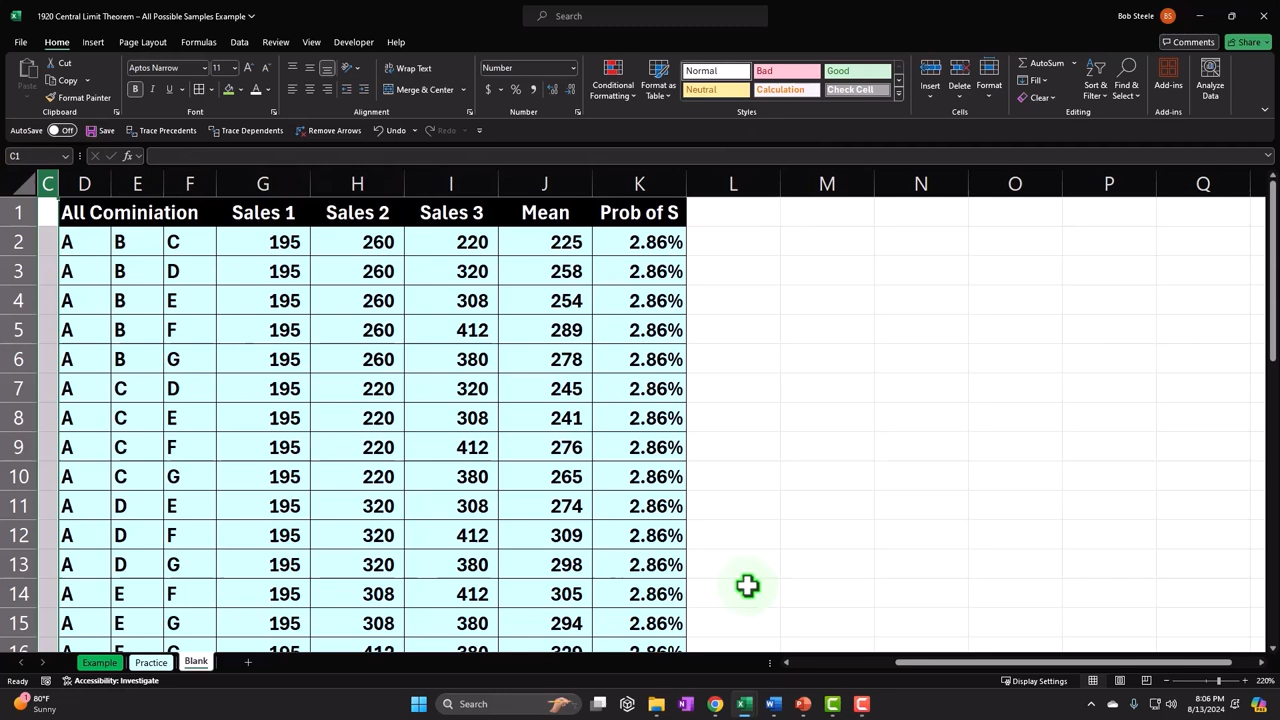 1920 Central Limit Theorem – All Possible Samples Example
Search
Bob Steele BS
File Home Insert Page Layout Formulas Data Review View Developer Help
Comments Share
Cut
Copy
Format Painter
Paste
Clipboard
Aptos Narrow 11
B I U
Font
Wrap Text
Merge & Center
Alignment
Number
$ % 9
Number
Conditional Formatting
Format as Table
Normal Bad Good
Neutral Calculation Check Cell
Styles
Insert Delete Format
Cells
AutoSum
Fill
Clear
Sort & Filter
Find & Select
Editing
Add-ins
Add-ins
Analyze Data
AutoSave Off Save Trace Precedents Trace Dependents Remove Arrows Undo Redo
C1 fx
C D E F G H I J K L M N O P Q
1 All Cominiation Sales 1 Sales 2 Sales 3 Mean Prob of S
2 A B C 195 260 220 225 2.86%
3 A B D 195 260 320 258 2.86%
4 A B E 195 260 308 254 2.86%
5 A B F 195 260 412 289 2.86%
6 A B G 195 260 380 278 2.86%
7 A C D 195 220 320 245 2.86%
8 A C E 195 220 308 241 2.86%
9 A C F 195 220 412 276 2.86%
10 A C G 195 220 380 265 2.86%
11 A D E 195 320 308 274 2.86%
12 A D F 195 320 412 309 2.86%
13 A D G 195 320 380 298 2.86%
14 A E F 195 308 412 305 2.86%
15 A E G 195 308 380 294 2.86%
16 A F G 195 412 380 329 2.86%
Example Practice Blank
Ready Accessibility: Investigate Display Settings 220%
1 80°F
Sunny
Search
8:06 PM
8/13/2024